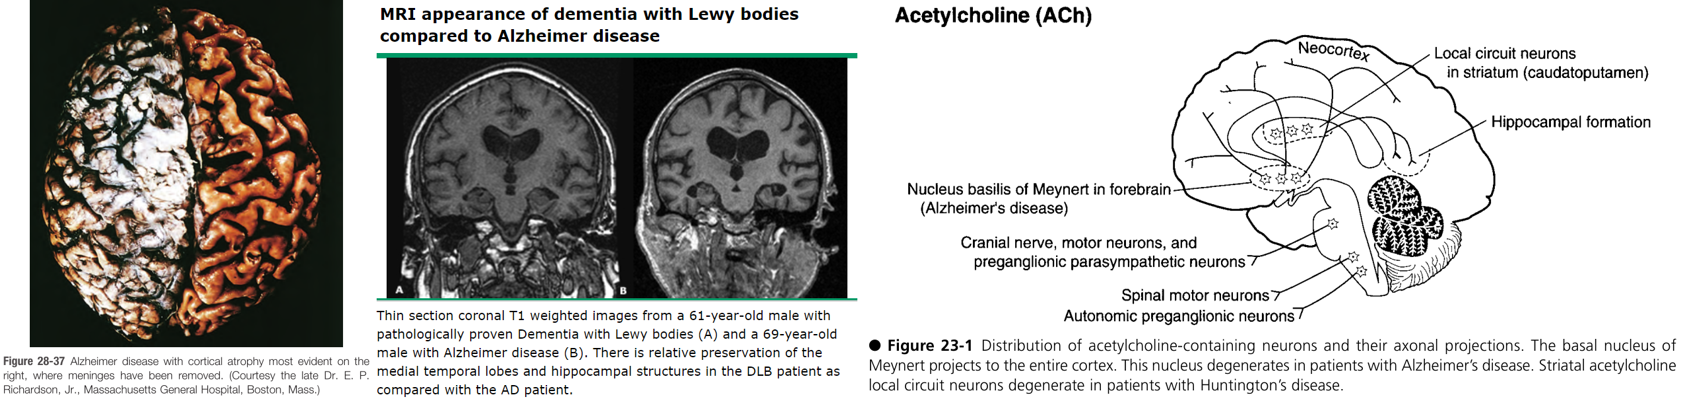 Figure 28-37 Alzheimer disease with cortical atrophy most evident on the
right, where meninges have been removed. (Courtesy the late Dr. E. P.
Richardson, Jr., Massachusetts General Hospital, Boston, Mass.)
MRI appearance of dementia with Lewy bodies
compared to Alzheimer disease
A
B
Thin section coronal T1 weighted images from a 61-year-old male with
pathologically proven Dementia with Lewy bodies (A) and a 69-year-old
male with Alzheimer disease (B). There is relative preservation of the
medial temporal lobes and hippocampal structures in the DLB patient as
compared with the AD patient.
Acetylcholine (ACh)
Neocortex
Local circuit neurons
in striatum (caudatoputamen)
Hippocampal formation
Nucleus basilis of Meynert in forebrain
(Alzheimer's disease)
Cranial nerve, motor neurons, and
preganglionic parasympathetic neurons
Spinal motor neurons
Autonomic preganglionic neurons
● Figure 23-1 Distribution of acetylcholine-containing neurons and their axonal projections. The basal nucleus of
Meynert projects to the entire cortex. This nucleus degenerates in patients with Alzheimer's disease. Striatal acetylcholine
local circuit neurons degenerate in patients with Huntington's disease.